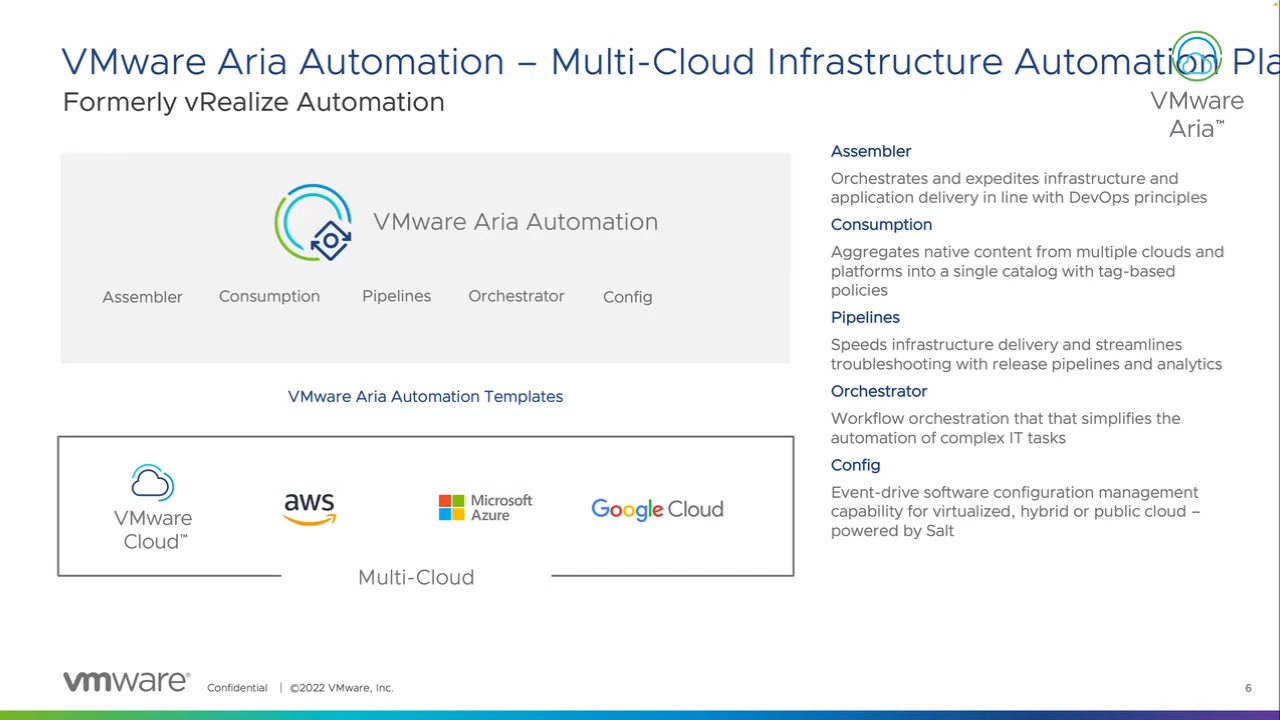 VMware Aria Automation – Multi-Cloud Infrastructure Automation Pla
Formerly vRealize Automation
VMware
Aria™
VMware Aria Automation
Assembler
Consumption
Pipelines
Orchestrator
Config
VMware Aria Automation Templates
VMware
Cloud™
aws
Microsoft
Azure
Google Cloud
Multi-Cloud
Assembler
Orchestrates and expedites infrastructure and
application delivery in line with DevOps principles
Consumption
Aggregates native content from multiple clouds and
platforms into a single catalog with tag-based
policies
Pipelines
Speeds infrastructure delivery and streamlines
troubleshooting with release pipelines and analytics
Orchestrator
Workflow orchestration that that simplifies the
automation of complex IT tasks
Config
Event-drive software configuration management
capability for virtualized, hybrid or public cloud –
powered by Salt
vmware®
Confidential | ©2022 VMware, Inc.
6